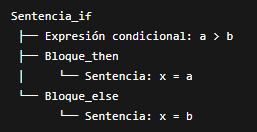 Sentencia_if
├── Expresión condicional: a > b
├── Bloque_then
│   └── Sentencia: x = a
└── Bloque_else
    └── Sentencia: x = b